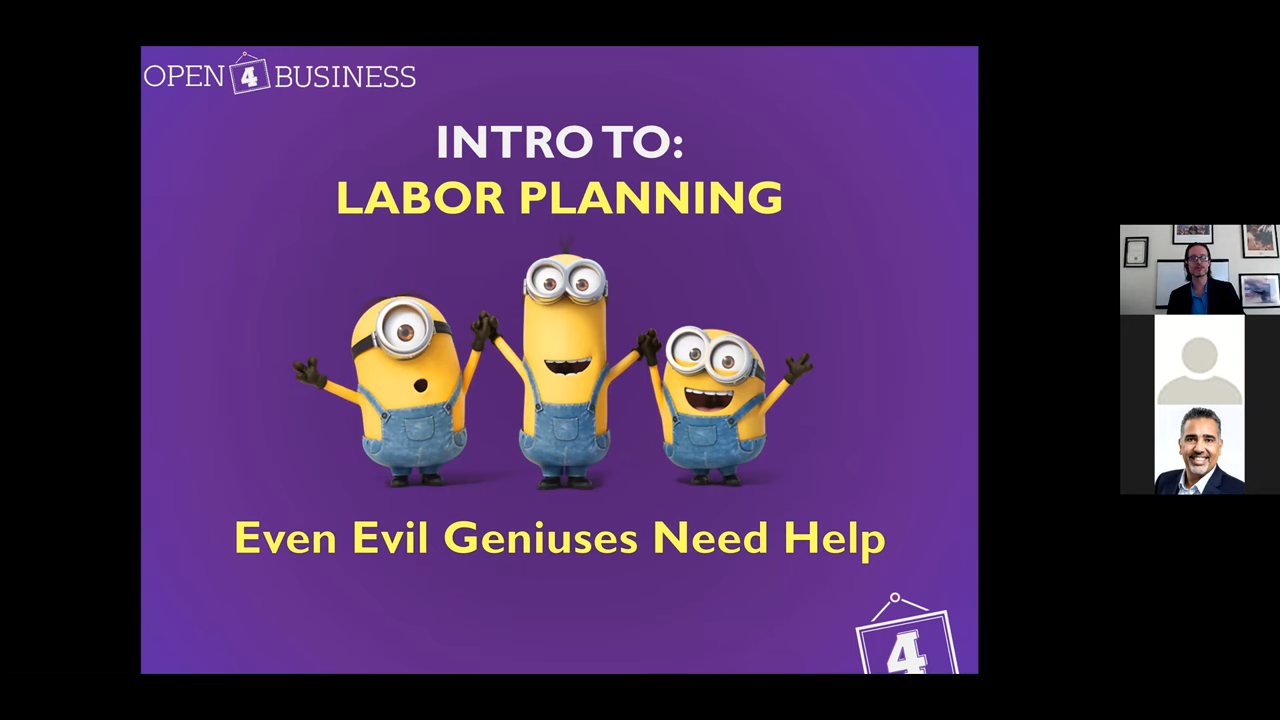 OPEN 4 BUSINESS
INTRO TO:
LABOR PLANNING
Even Evil Geniuses Need Help
4